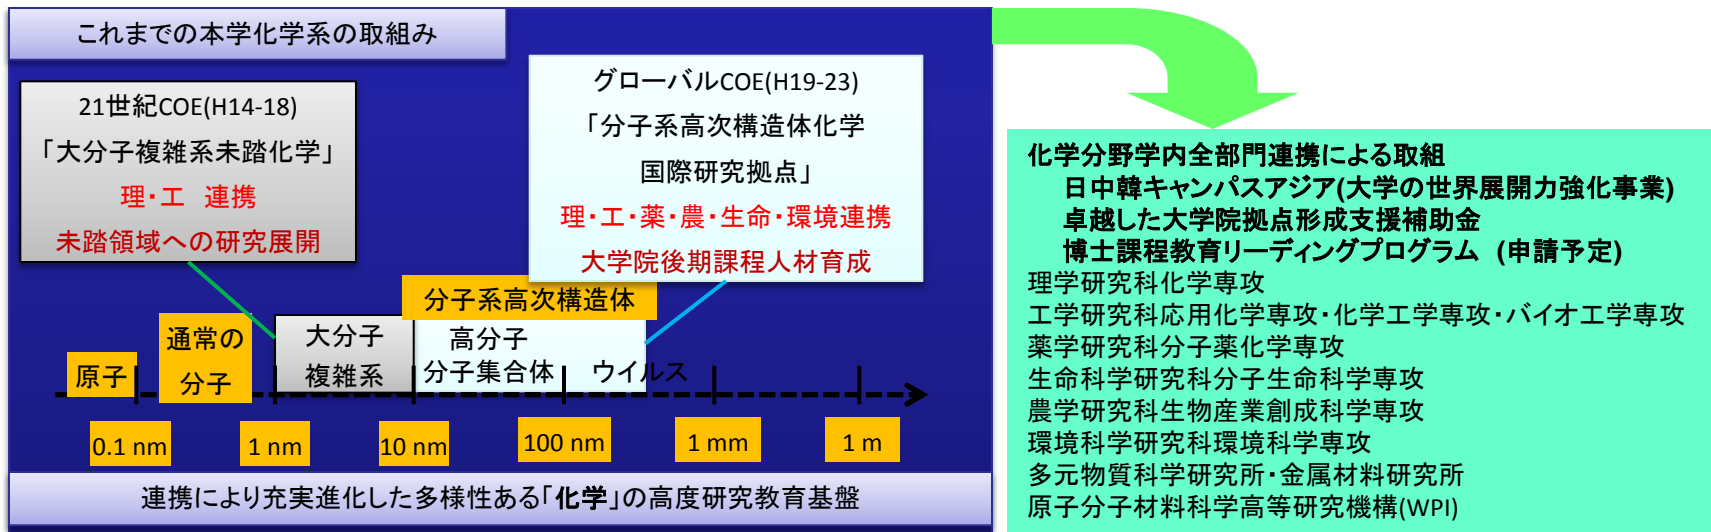 これまでの本学化学系の取組み
21世紀COE(H14-18)
「大分子複雑系未踏化学」
理・工 連携
未踏領域への研究展開
グローバルCOE(H19-23)
「分子系高次構造体化学
国際研究拠点」
理・工・薬・農・生命・環境連携
大学院後期課程人材育成
分子系高次構造体
原子
通常の
分子
大分子
複雑系
高分子
分子集合体
ウイルス
0.1 nm
1 nm
10 nm
100 nm
1 mm
1 m
連携により充実進化した多様性ある「化学」の高度研究教育基盤
化学分野学内全部門連携による取組
日中韓キャンパスアジア(大学の世界展開力強化事業)
卓越した大学院拠点形成支援補助金
博士課程教育リーディングプログラム (申請予定)
理学研究科化学専攻
工学研究科応用化学専攻・化学工学専攻・バイオ工学専攻
薬学研究科分子薬化学専攻
生命科学研究科分子生命科学専攻
農学研究科生物産業創成科学専攻
環境科学研究科環境科学専攻
多元物質科学研究所・金属材料研究所
原子分子材料科学高等研究機構(WPI)